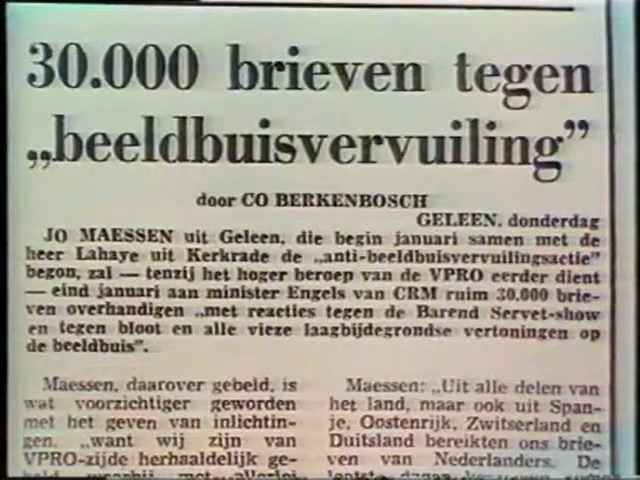 30.000 brieven tegen
„beeldbuisvervuiling”
door CO BERKENBOSCH
GELEEN, donderdag
JO MAESSEN uit Geleen, die begin januari samen met de
heer Lahaye uit Kerkrade de „anti-beeldbuisvervuilingsactie”
begon, zal — tenzij het hoger beroep van de VPRO eerder dient
— eind januari aan minister Engels van CRM ruim 30.000 brie-
ven overhandigen „met reacties tegen de Barend Servet-show
en tegen bloot en alle vieze laagbijdegrondse vertoningen op
de beeldbuis”.
Maessen, daarover gebeld, is
wat voorzichtiger geworden
met het geven van inlichtin-
gen, „want wij zijn van
VPRO-zijde herhaaldelijk ge-
Maessen: „Uit alle delen van
het land, maar ook uit Span-
je, Oostenrijk, Zwitserland en
Duitsland bereikten ons brie-
ven van Nederlanders. De